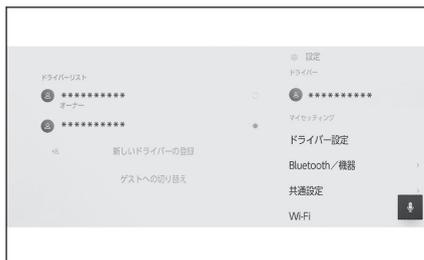 設定
ドライバーリスト
ドライバー
**********
オーナー
**********
**********
マイセッティング
新しいドライバーの登録
ゲストへの切り替え
ドライバー設定
Bluetooth／機器
共通設定
Wi-Fi